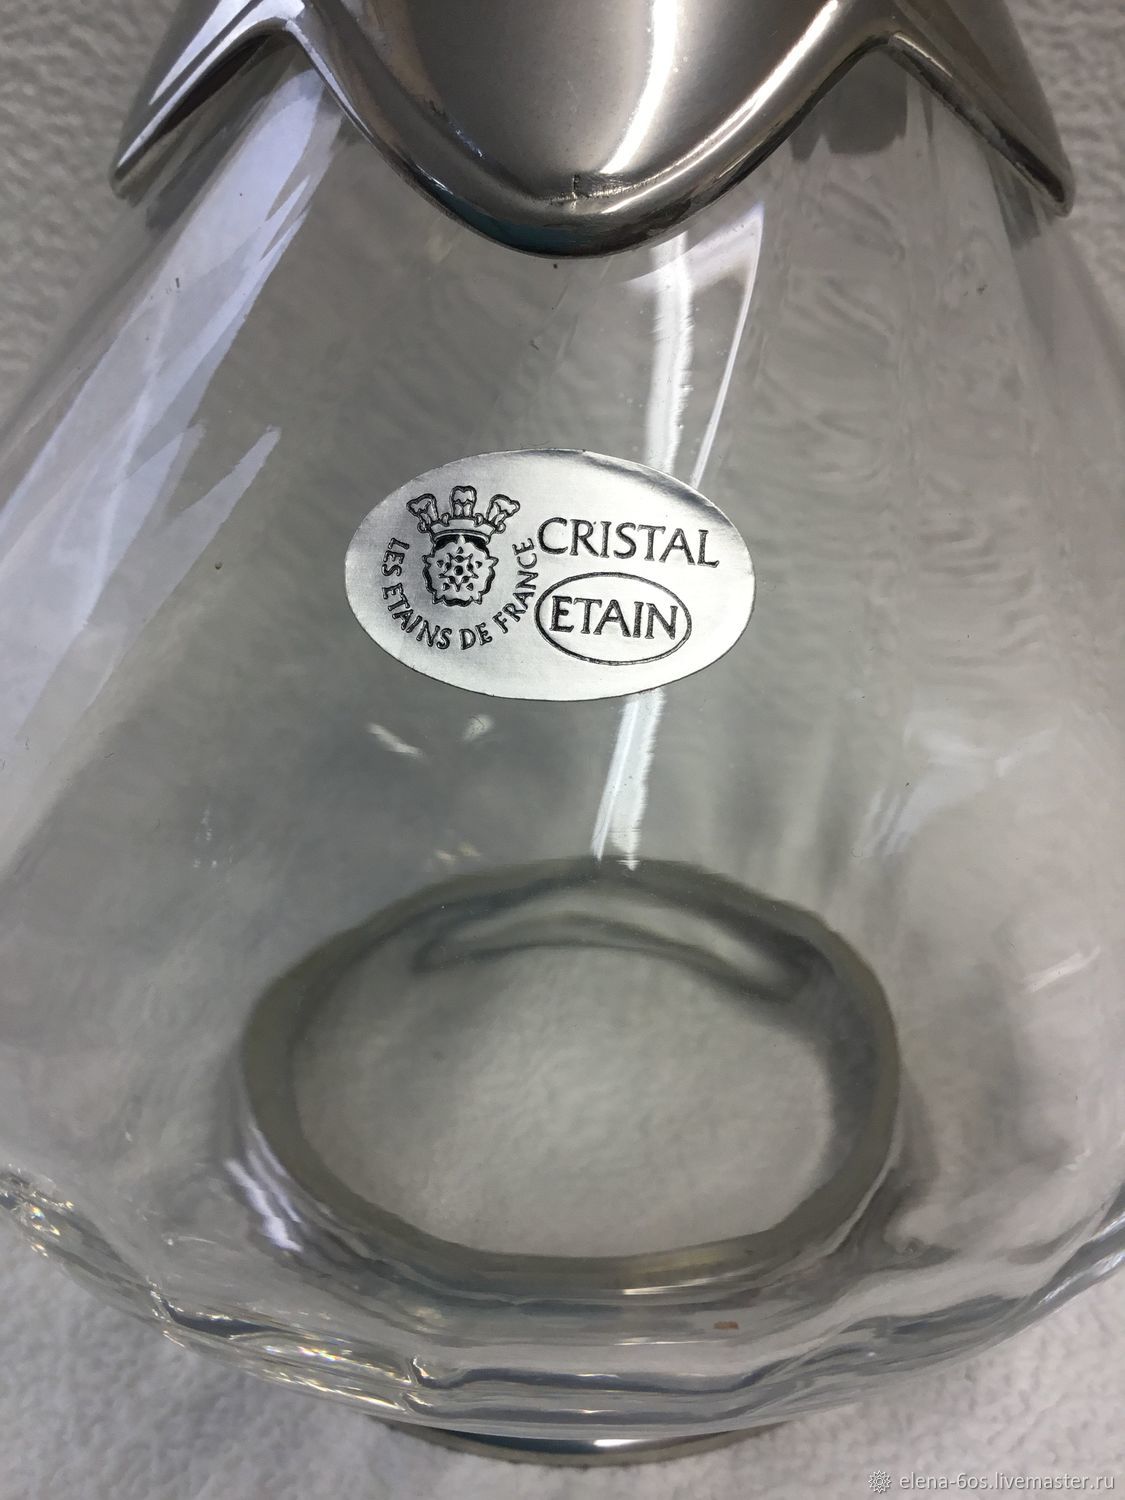 LES ETAINS DE FRANCE
CRISTAL
ETAIN
elena-6os.livemaster.ru